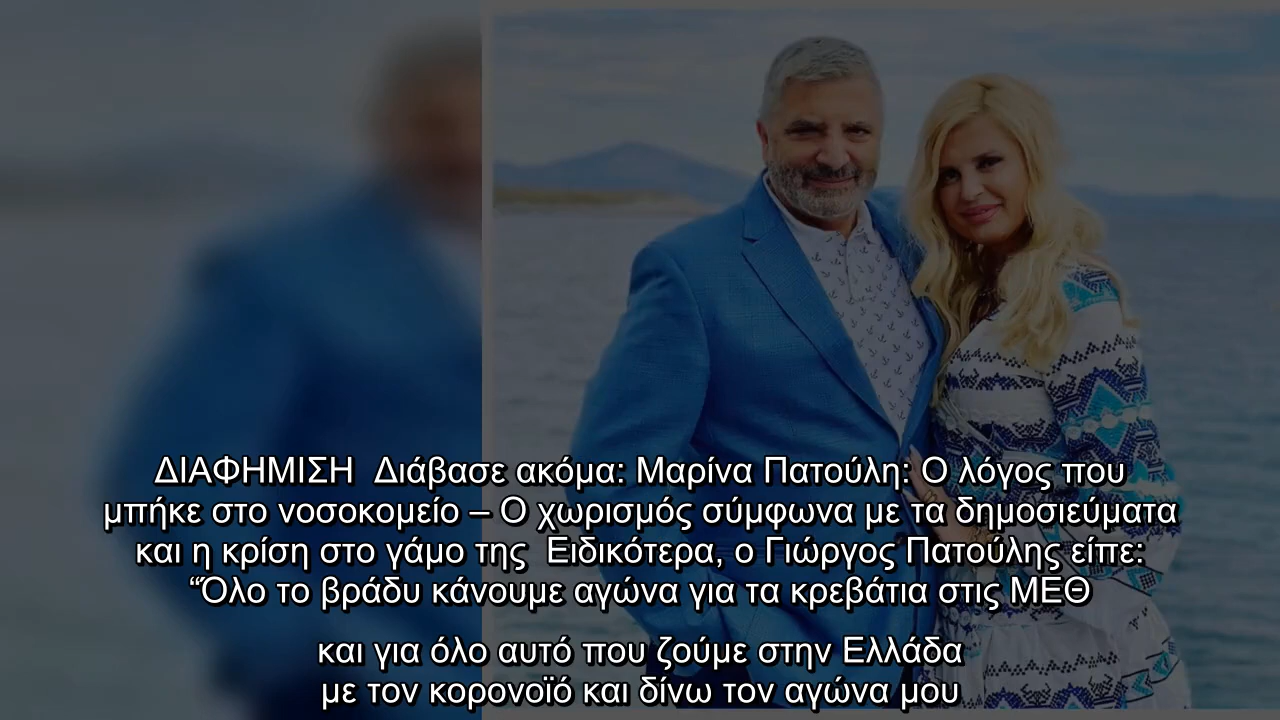 ΔΙΑΦΗΜΙΣΗ  Διάβασε ακόμα: Μαρίνα Πατούλη: Ο λόγος που
μπήκε στο νοσοκομείο – Ο χωρισμός σύμφωνα με τα δημοσιεύματα
και η κρίση στο γάμο της  Ειδικότερα, ο Γιώργος Πατούλης είπε:
“Όλο το βράδυ κάνουμε αγώνα για τα κρεβάτια στις ΜΕΘ
και για όλο αυτό που ζούμε στην Ελλάδα
με τον κορονοϊό και δίνω τον αγώνα μου